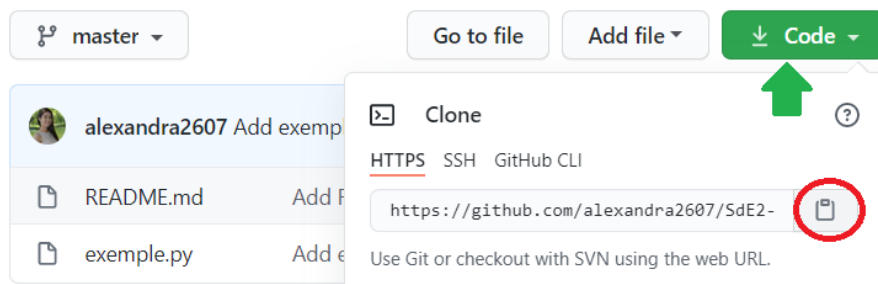 master
Go to file
Add file
Code
alexandra2607 Add exemp
Clone
HTTPS SSH GitHub CLI
README.md Add
https://github.com/alexandra2607/SdE2-
exemple.py Add e
Use Git or checkout with SVN using the web URL.